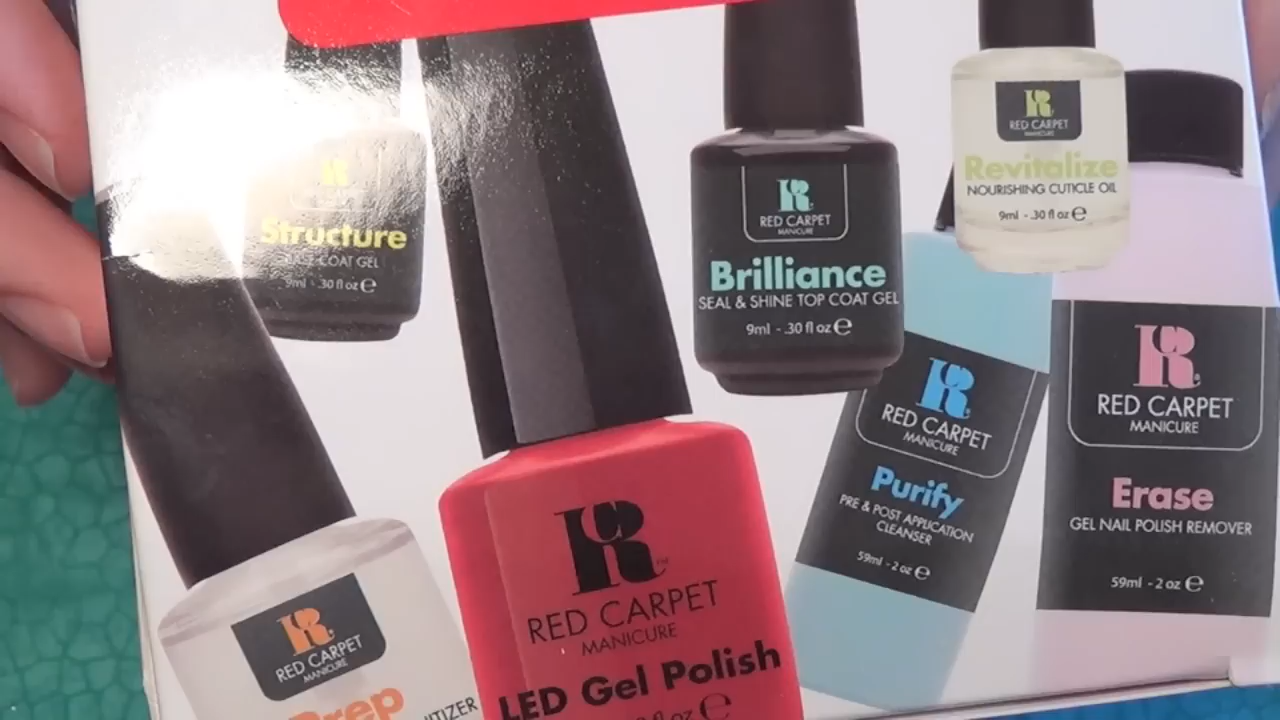 Structure
BASE COAT GEL
9ml - .30 fl oz ℮
RED CARPET
MANICURE
Brilliance
SEAL & SHINE TOP COAT GEL
9ml - .30 fl oz ℮
RED CARPET
MANICURE
Revitalize
NOURISHING CUTICLE OIL
9ml - .30 fl oz ℮
RED CARPET
MANICURE
Purify
PRE & POST APPLICATION
CLEANSER
59ml - 2 oz ℮
RED CARPET
MANICURE
Erase
GEL NAIL POLISH REMOVER
59ml - 2 oz ℮
RED CARPET
MANICURE
Prep
RED CARPET
MANICURE
LED Gel Polish
fl oz ℮